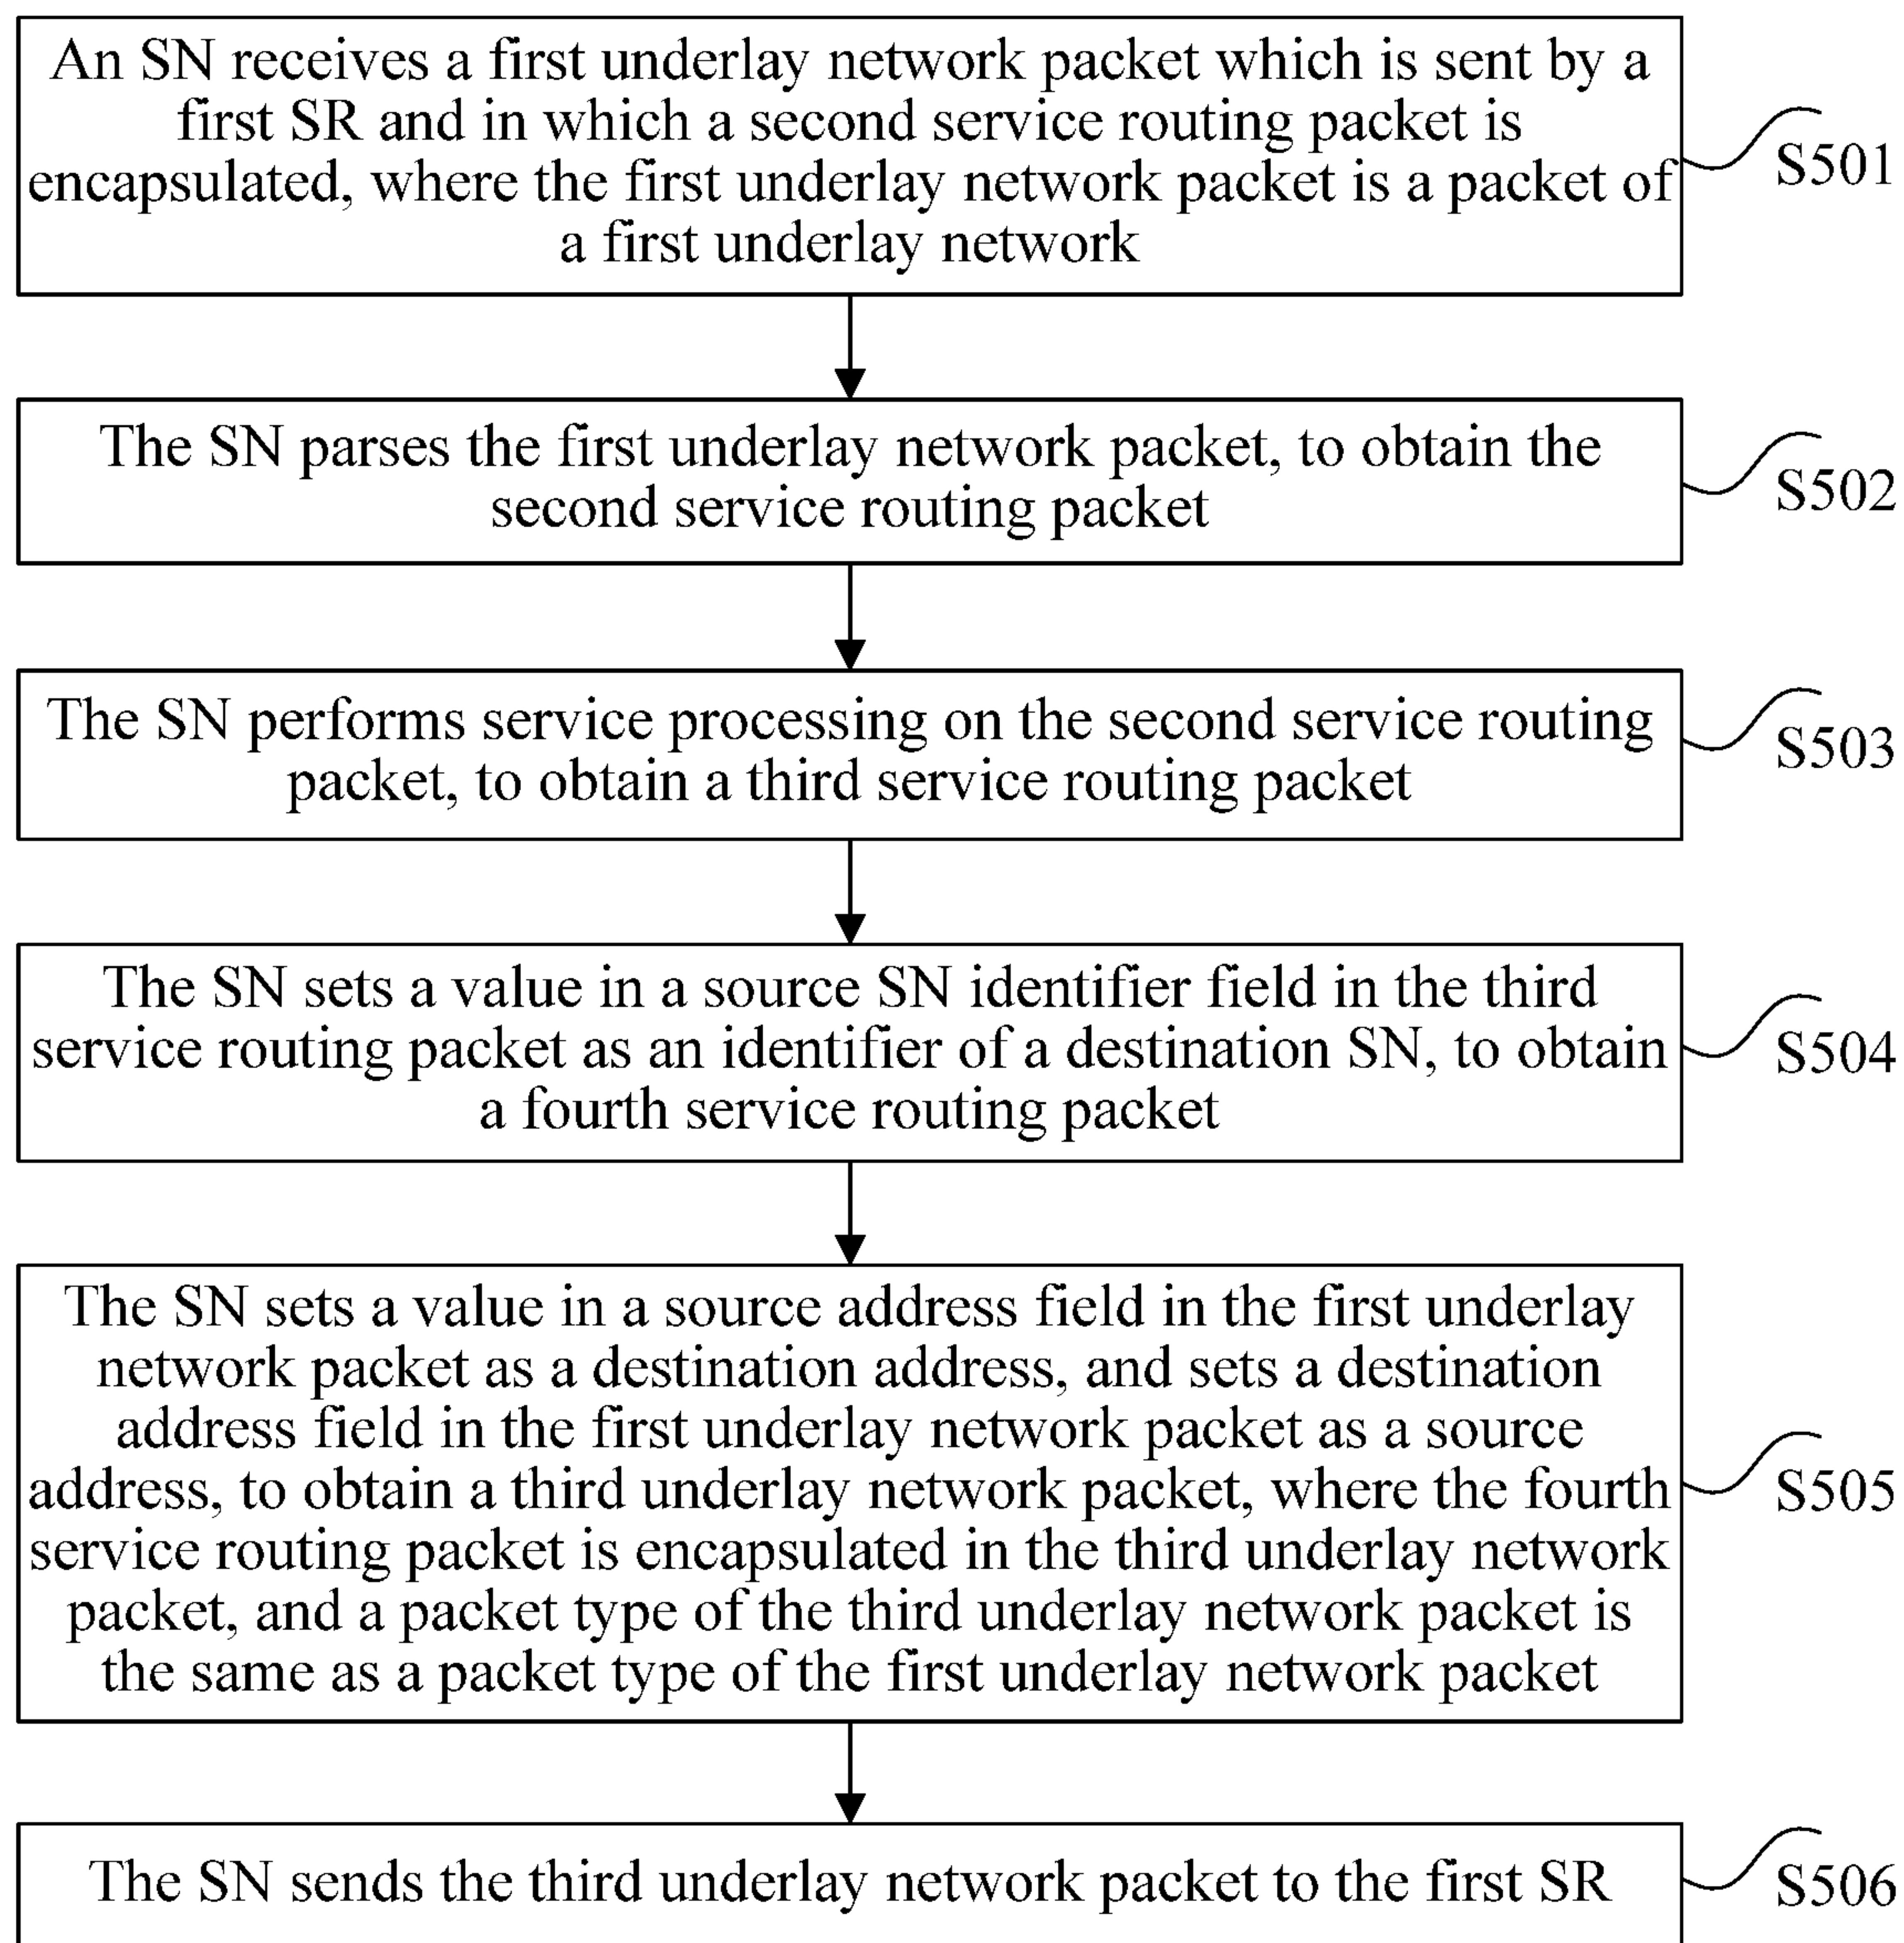 An SN receives a first underlay network packet which is sent by a
first SR and in which a second service routing packet is
encapsulated, where the first underlay network packet is a packet of
a first underlay network
S501
The SN parses the first underlay network packet, to obtain the
second service routing packet
S502
The SN performs service processing on the second service routing
packet, to obtain a third service routing packet
S503
The SN sets a value in a source SN identifier field in the third
service routing packet as an identifier of a destination SN, to obtain
a fourth service routing packet
S504
The SN sets a value in a source address field in the first underlay
network packet as a destination address, and sets a destination
address field in the first underlay network packet as a source
address, to obtain a third underlay network packet, where the fourth
service routing packet is encapsulated in the third underlay network
packet, and a packet type of the third underlay network packet is
the same as a packet type of the first underlay network packet
S505
The SN sends the third underlay network packet to the first SR
S506